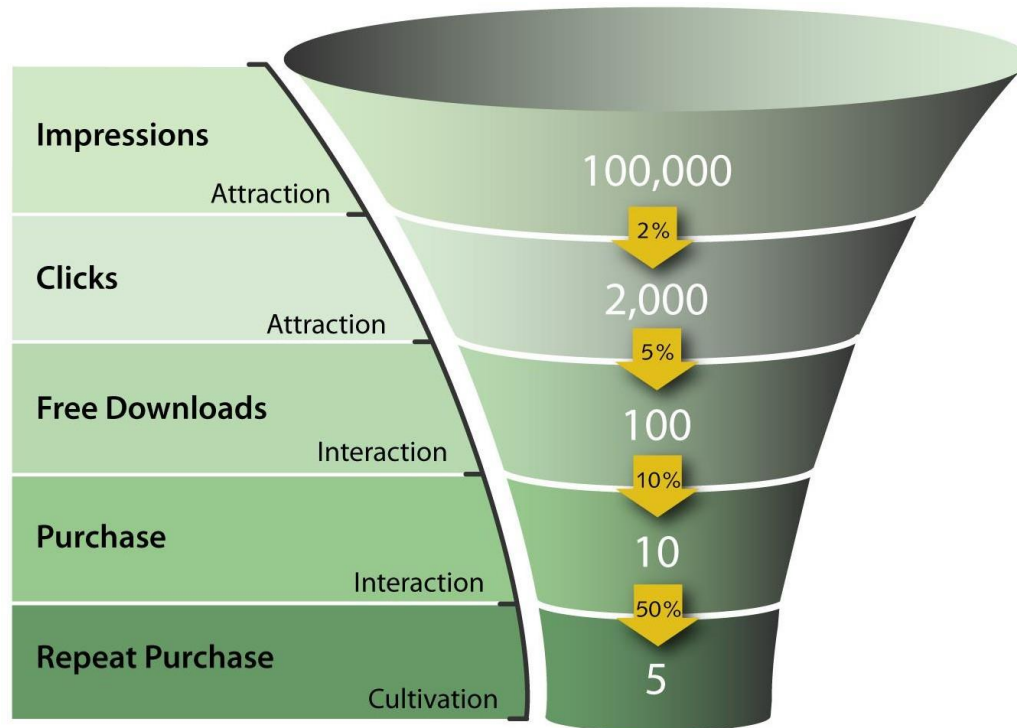 Impressions
Attraction
100,000
2%
Clicks
Attraction
2,000
5%
Free Downloads
Interaction
100
10%
Purchase
Interaction
10
50%
Repeat Purchase
Cultivation
5